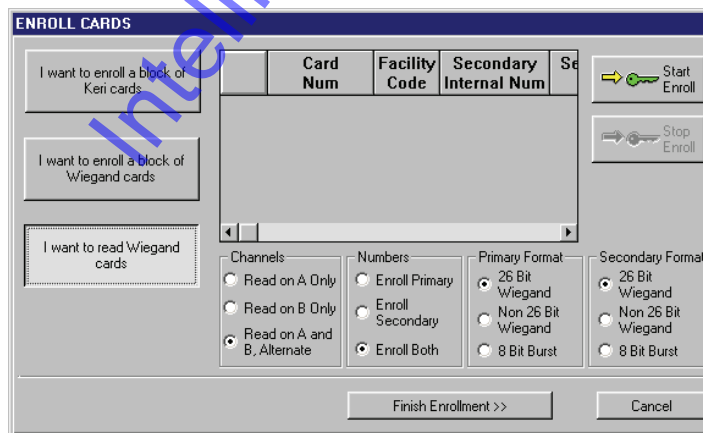 ENROLL CARDS
I want to enroll a block of
Keri cards
I want to enroll a block of
Wiegand cards
I want to read Wiegand
cards
Card
Num
Facility
Code
Secondary
Internal Num
Se
Start
Enroll
Stop
Enroll
Channels
Read on A Only
Read on B Only
Read on A and
B, Alternate
Numbers
Enroll Primary
Enroll
Secondary
Enroll Both
Primary Format
26 Bit
Wiegand
Non 26 Bit
Wiegand
8 Bit Burst
Secondary Format
26 Bit
Wiegand
Non 26 Bit
Wiegand
8 Bit Burst
Finish Enrollment >>
Cancel
Intelli